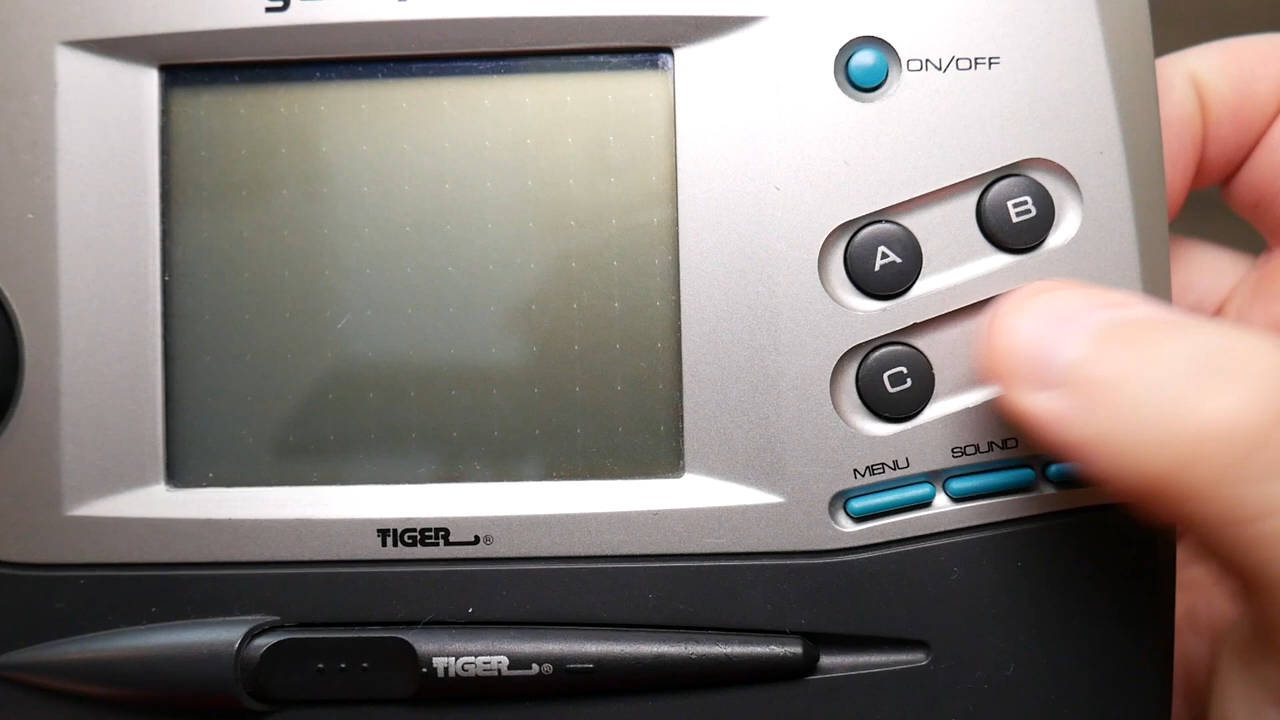 ON/OFF
A
B
C
MENU
SOUND
TIGER®
TIGER®